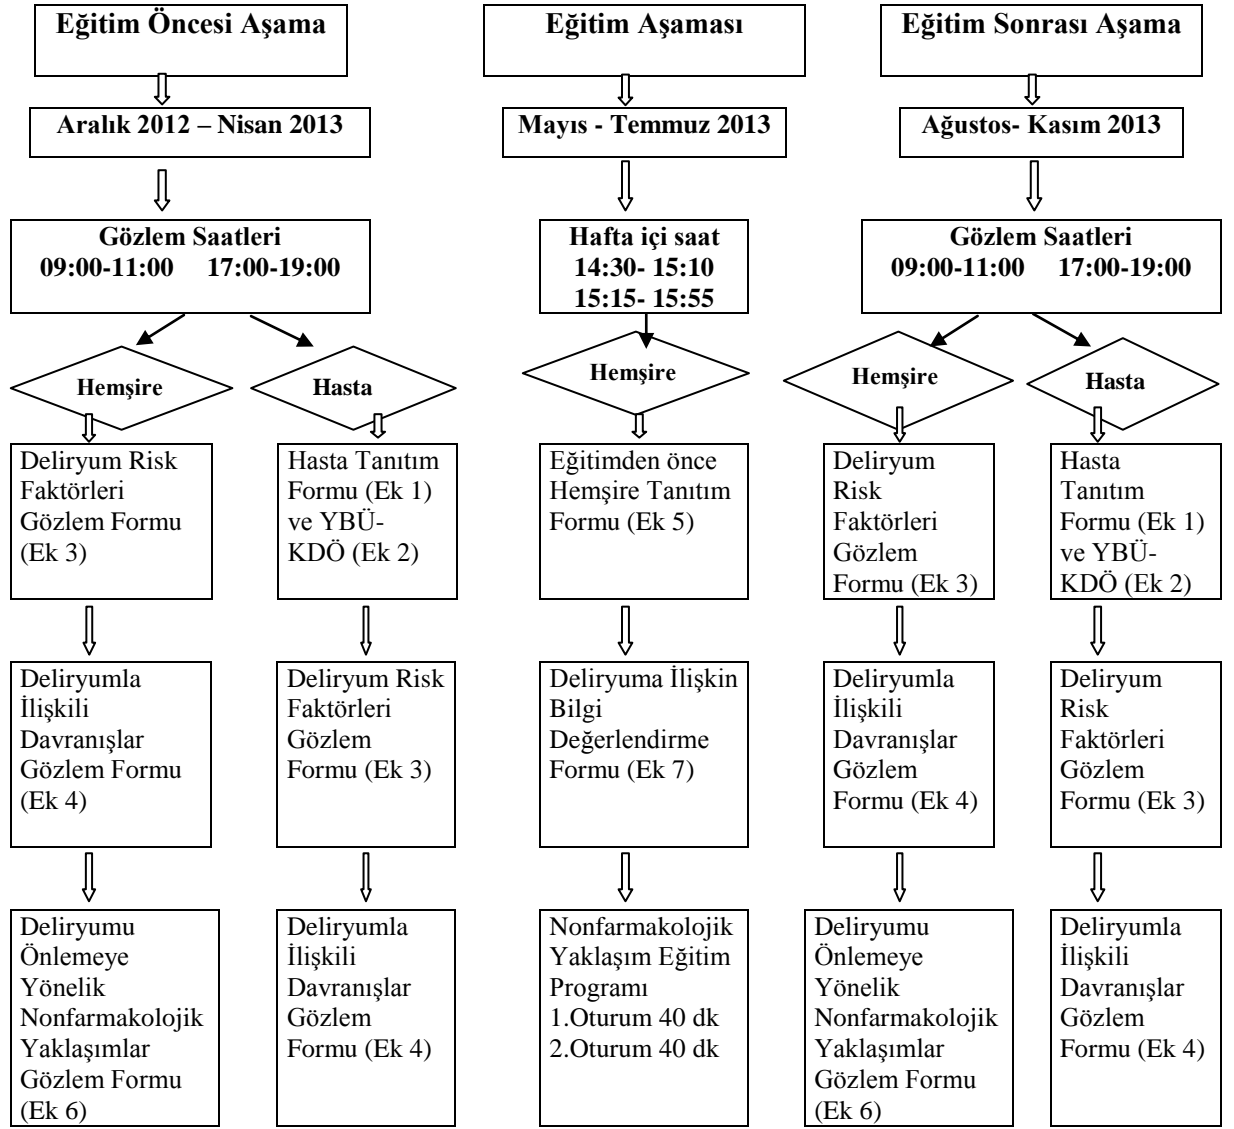 Eğitim Öncesi Aşama
Aralık 2012 – Nisan 2013
Gözlem Saatleri
09:00-11:00 17:00-19:00
Hemşire
Hasta
Deliryum Risk
Faktörleri
Gözlem Formu
(Ek 3)
Hasta Tanıtım
Formu (Ek 1)
ve YBÜ-
KDÖ (Ek 2)
Deliryumla
İlişkili
Davranışlar
Gözlem Formu
(Ek 4)
Deliryum Risk
Faktörleri
Gözlem
Formu (Ek 3)
Deliryumu
Önlemeye
Yönelik
Nonfarmakolojik
Yaklaşımlar
Gözlem Formu
(Ek 6)
Deliryumla
İlişkili
Davranışlar
Gözlem
Formu (Ek 4)
Eğitim Aşaması
Mayıs - Temmuz 2013
Hafta içi saat
14:30- 15:10
15:15- 15:55
Hemşire
Eğitimden önce
Hemşire Tanıtım
Formu (Ek 5)
Deliryuma İlişkin
Bilgi
Değerlendirme
Formu (Ek 7)
Nonfarmakolojik
Yaklaşım Eğitim
Programı
1.Oturum 40 dk
2.Oturum 40 dk
Eğitim Sonrası Aşama
Ağustos- Kasım 2013
Gözlem Saatleri
09:00-11:00 17:00-19:00
Hemşire
Hasta
Deliryum
Risk
Faktörleri
Gözlem
Formu (Ek 3)
Hasta
Tanıtım
Formu (Ek 1)
ve YBÜ-
KDÖ (Ek 2)
Deliryumla
İlişkili
Davranışlar
Gözlem
Formu (Ek 4)
Deliryum
Risk
Faktörleri
Gözlem
Formu (Ek 3)
Deliryumu
Önlemeye
Yönelik
Nonfarmakolojik
Yaklaşımlar
Gözlem Formu
(Ek 6)
Deliryumla
İlişkili
Davranışlar
Gözlem
Formu (Ek 4)